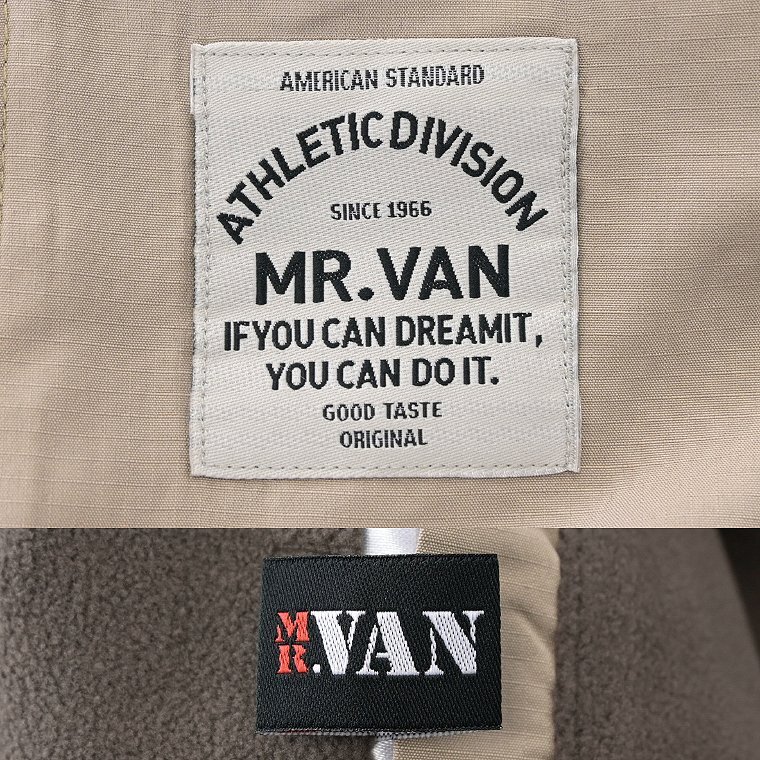 AMERICAN STANDARD
ATHLETIC DIVISION
SINCE 1966
MR.VAN
IFYOU CAN DREAMIT,
YOU CAN DO IT.
GOOD TASTE
ORIGINAL
MR.VAN